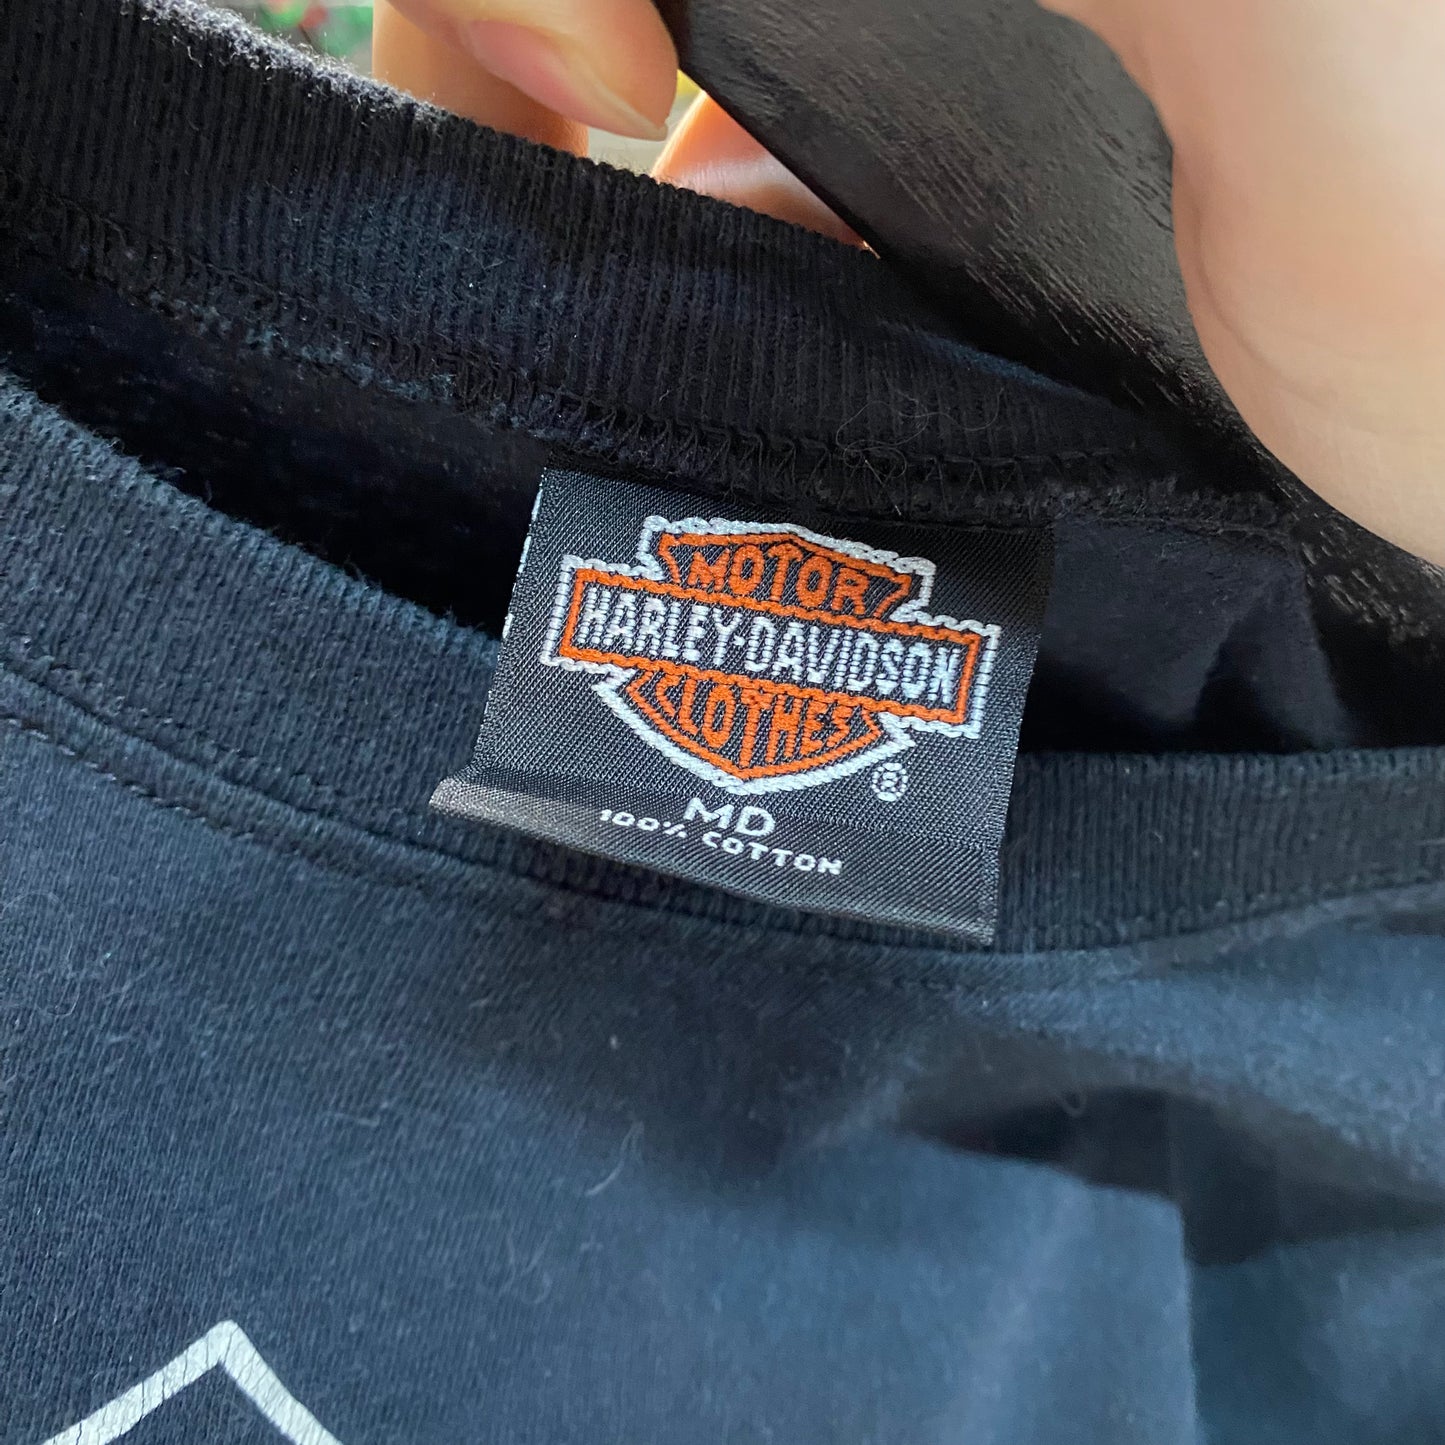 MOTOR
HARLEY-DAVIDSON
CLOTHES
®
MD
100% COTTON